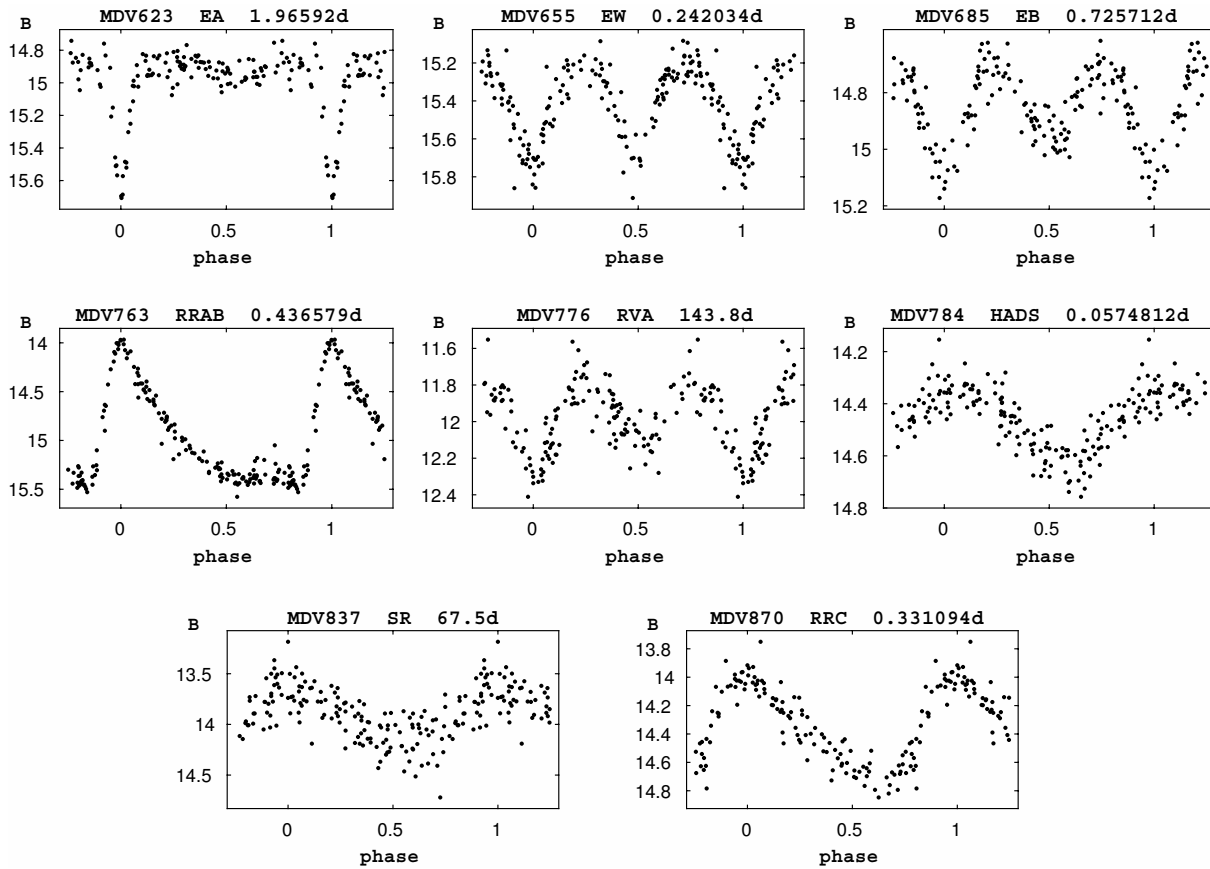 B MDV623 EA 1.96592d
14.8
15
15.2
15.4
15.6
0 0.5 1
phase
B MDV655 EW 0.242034d
15.2
15.4
15.6
15.8
0 0.5 1
phase
B MDV685 EB 0.725712d
14.8
15
15.2
0 0.5 1
phase
B MDV763 RRAB 0.436579d
14
14.5
15
15.5
0 0.5 1
phase
B MDV776 RVA 143.8d
11.6
11.8
12
12.2
12.4
0 0.5 1
phase
B MDV784 HADS 0.0574812d
14.2
14.4
14.6
14.8
0 0.5 1
phase
B MDV837 SR 67.5d
13.5
14
14.5
0 0.5 1
phase
B MDV870 RRC 0.331094d
13.8
14
14.2
14.4
14.6
14.8
0 0.5 1
phase